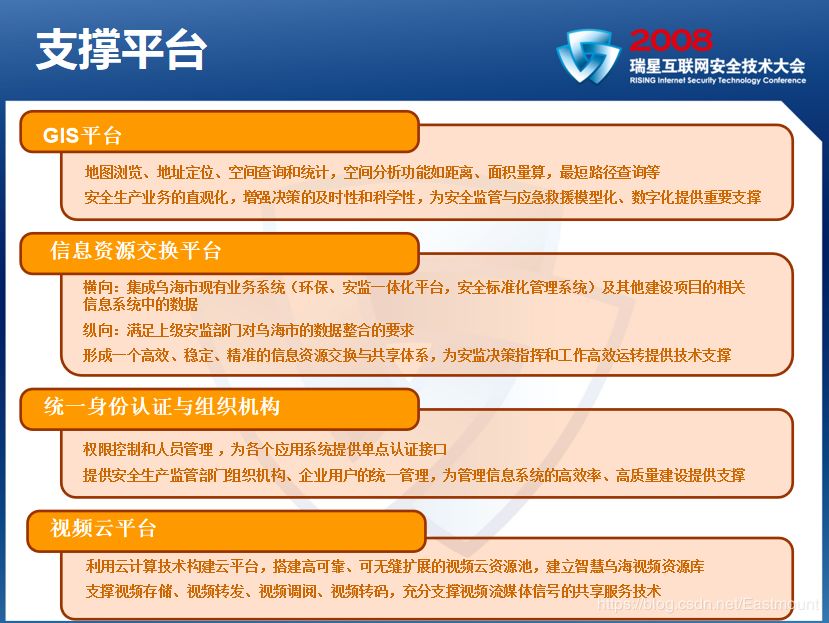 支撑平台
2008
瑞星互联网安全技术大会
RISING Internet Security Technology Conference
GIS平台
地图浏览、地址定位、空间查询和统计，空间分析功能如距离、面积量算，最短路径查询等
安全生产业务的直观化，增强决策的及时性和科学性，为安全监管与应急救援模型化、数字化提供重要支撑
信息资源交换平台
横向：集成乌海市现有业务系统（环保、安监一体化平台，安全标准化管理系统）及其他建设项目的相关
信息系统中的数据
纵向：满足上级安监部门对乌海市的数据整合的要求
形成一个高效、稳定、精准的信息资源交换与共享体系，为安监决策指挥和工作高效运转提供技术支撑
统一身份认证与组织机构
权限控制和人员管理 ，为各个应用系统提供单点认证接口
提供安全生产监管部门组织机构、企业用户的统一管理，为管理信息系统的高效率、高质量建设提供支撑
视频云平台
利用云计算技术构建云平台，搭建高可靠、可无缝扩展的视频云资源池，建立智慧乌海视频资源库
支撑视频存储、视频转发、视频调阅、视频转码，充分支撑视频流媒体信号的共享服务技术
https://blog.csdn.net/Eastmount